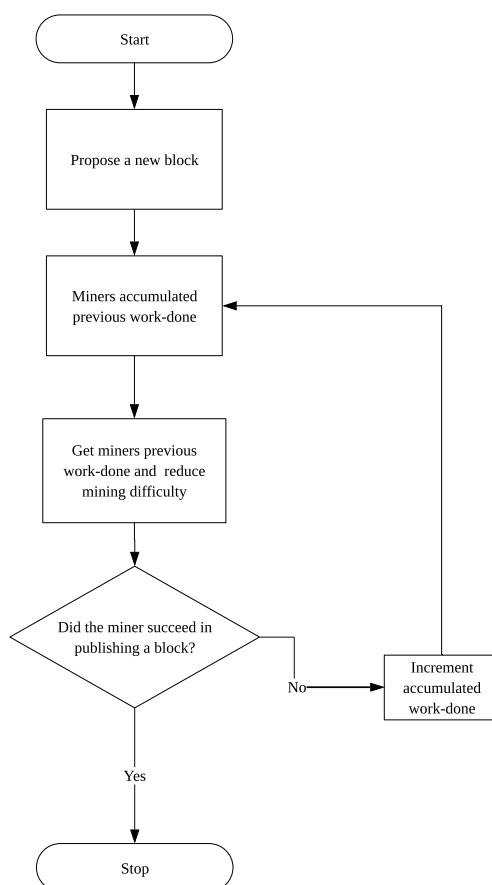 Start
Propose a new block
Miners accumulated
previous work-done
Get miners previous
work-done and reduce
mining difficulty
Did the miner succeed in
publishing a block?
No
Increment
accumulated
work-done
Yes
Stop